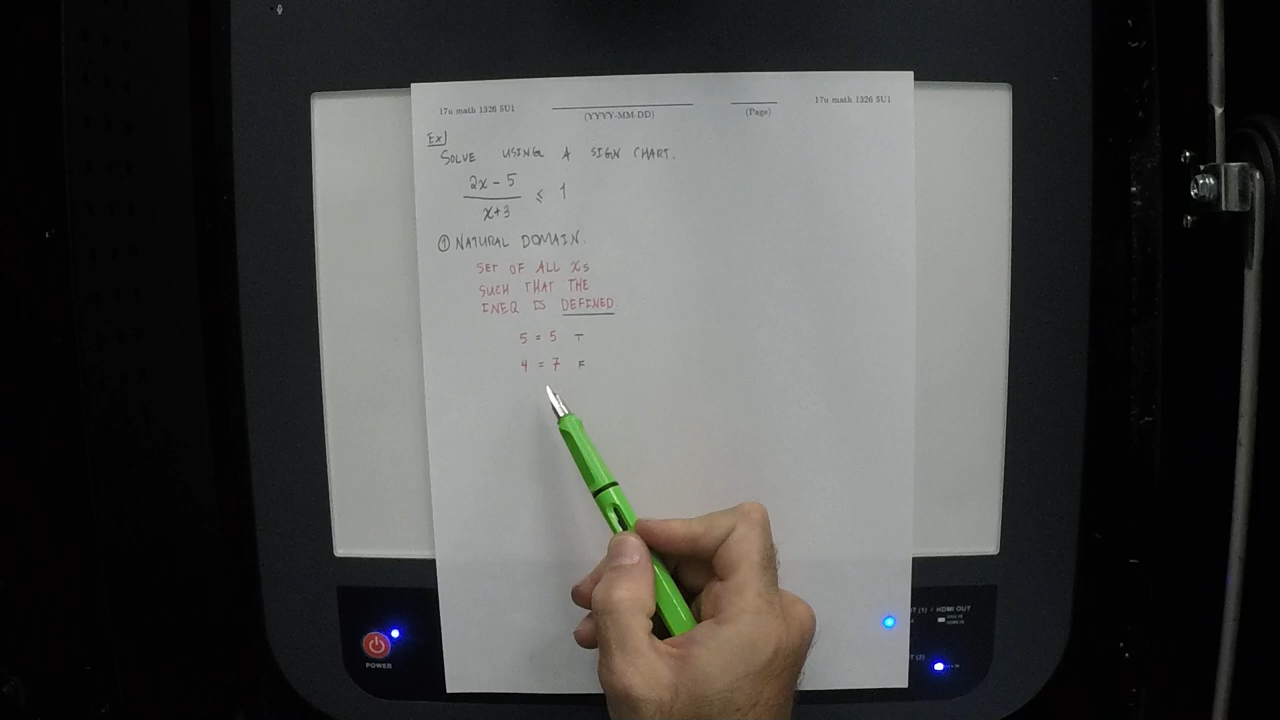 17u math 1326 5U1
(YYYY-MM-DD)
(Page)
17u math 1326 5U1
Ex
SOLVE USING A SIGN CHART.
2x - 5
x+3
≤ 1
① NATURAL DOMAIN.
SET OF ALL xs
SUCH THAT THE
INEQ IS DEFINED.
5 = 5 T
4 = 7 F
POWER
HDMI OUT